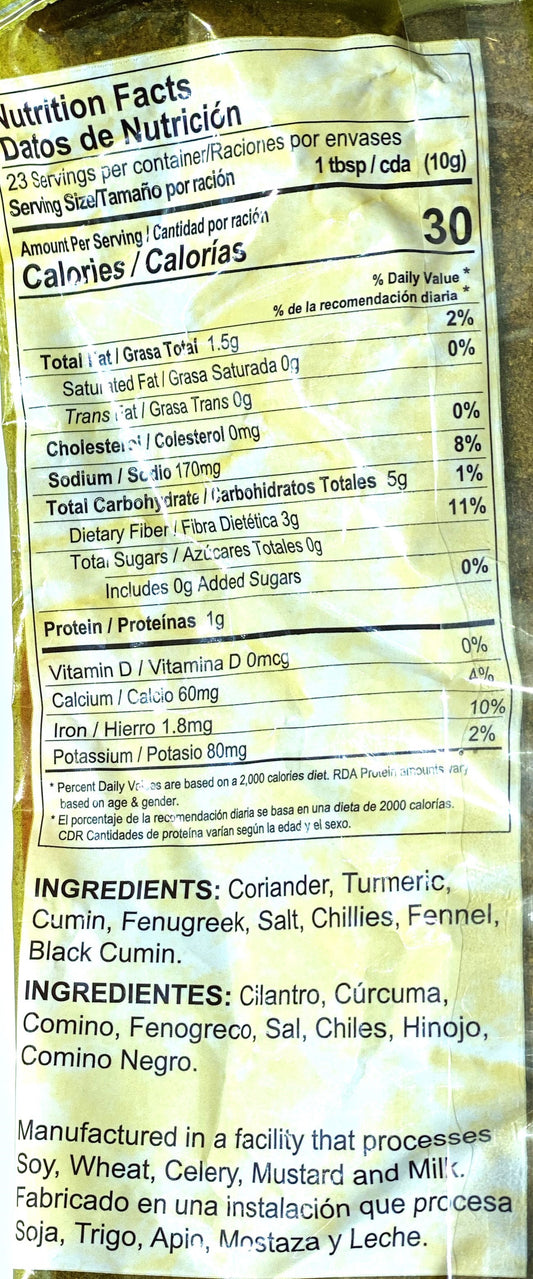 Nutrition Facts
Datos de Nutrición
23 Servings per container/Raciones por envases
Serving Size/Tamaño por ración 1 tbsp / cda (10g)
Amount Per Serving / Cantidad por ración
Calories / Calorías 30
% Daily Value *
% de la recomendación diaria *
Total Fat / Grasa Total 1.5g 2%
Saturated Fat / Grasa Saturada 0g 0%
Trans Fat / Grasa Trans 0g
Cholesterol / Colesterol 0mg 0%
Sodium / Sodio 170mg 8%
Total Carbohydrate / Carbohidratos Totales 5g 1%
Dietary Fiber / Fibra Dietética 3g 11%
Total Sugars / Azúcares Totales 0g
Includes 0g Added Sugars 0%
Protein / Proteínas 1g
Vitamin D / Vitamina D 0mcg 0%
Calcium / Calcio 60mg 4%
Iron / Hierro 1.8mg 10%
Potassium / Potasio 80mg 2%
* Percent Daily Values are based on a 2,000 calories diet. RDA Protein amounts vary
based on age & gender.
* El porcentaje de la recomendación diaria se basa en una dieta de 2000 calorías.
CDR Cantidades de proteína varían según la edad y el sexo.
INGREDIENTS: Coriander, Turmeric,
Cumin, Fenugreek, Salt, Chillies, Fennel,
Black Cumin.
INGREDIENTES: Cilantro, Cúrcuma,
Comino, Fenogreco, Sal, Chiles, Hinojo,
Comino Negro.
Manufactured in a facility that processes
Soy, Wheat, Celery, Mustard and Milk.
Fabricado en una instalación que procesa
Soja, Trigo, Apio, Mostaza y Leche.